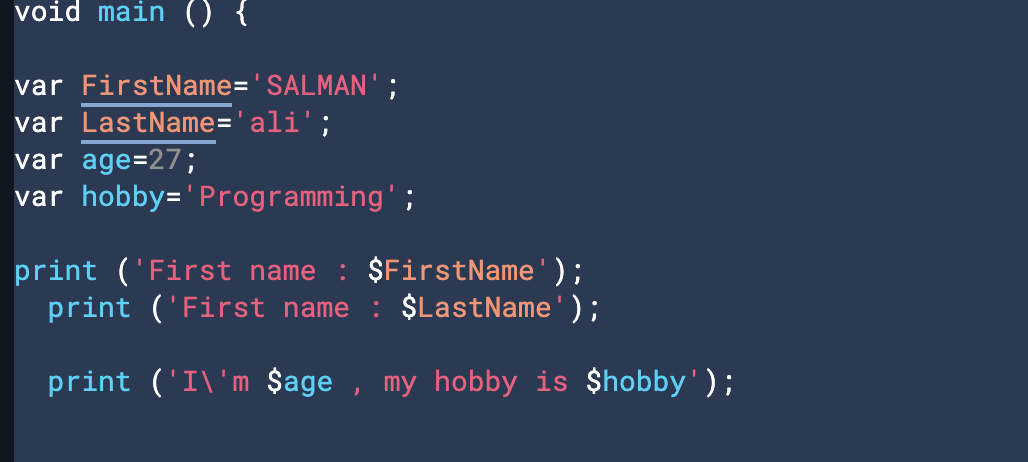 void main () {
var FirstName='SALMAN';
var LastName='ali';
var age=27;
var hobby='Programming';
print ('First name : $FirstName');
print ('First name : $LastName');
print ('I\'m $age , my hobby is $hobby');